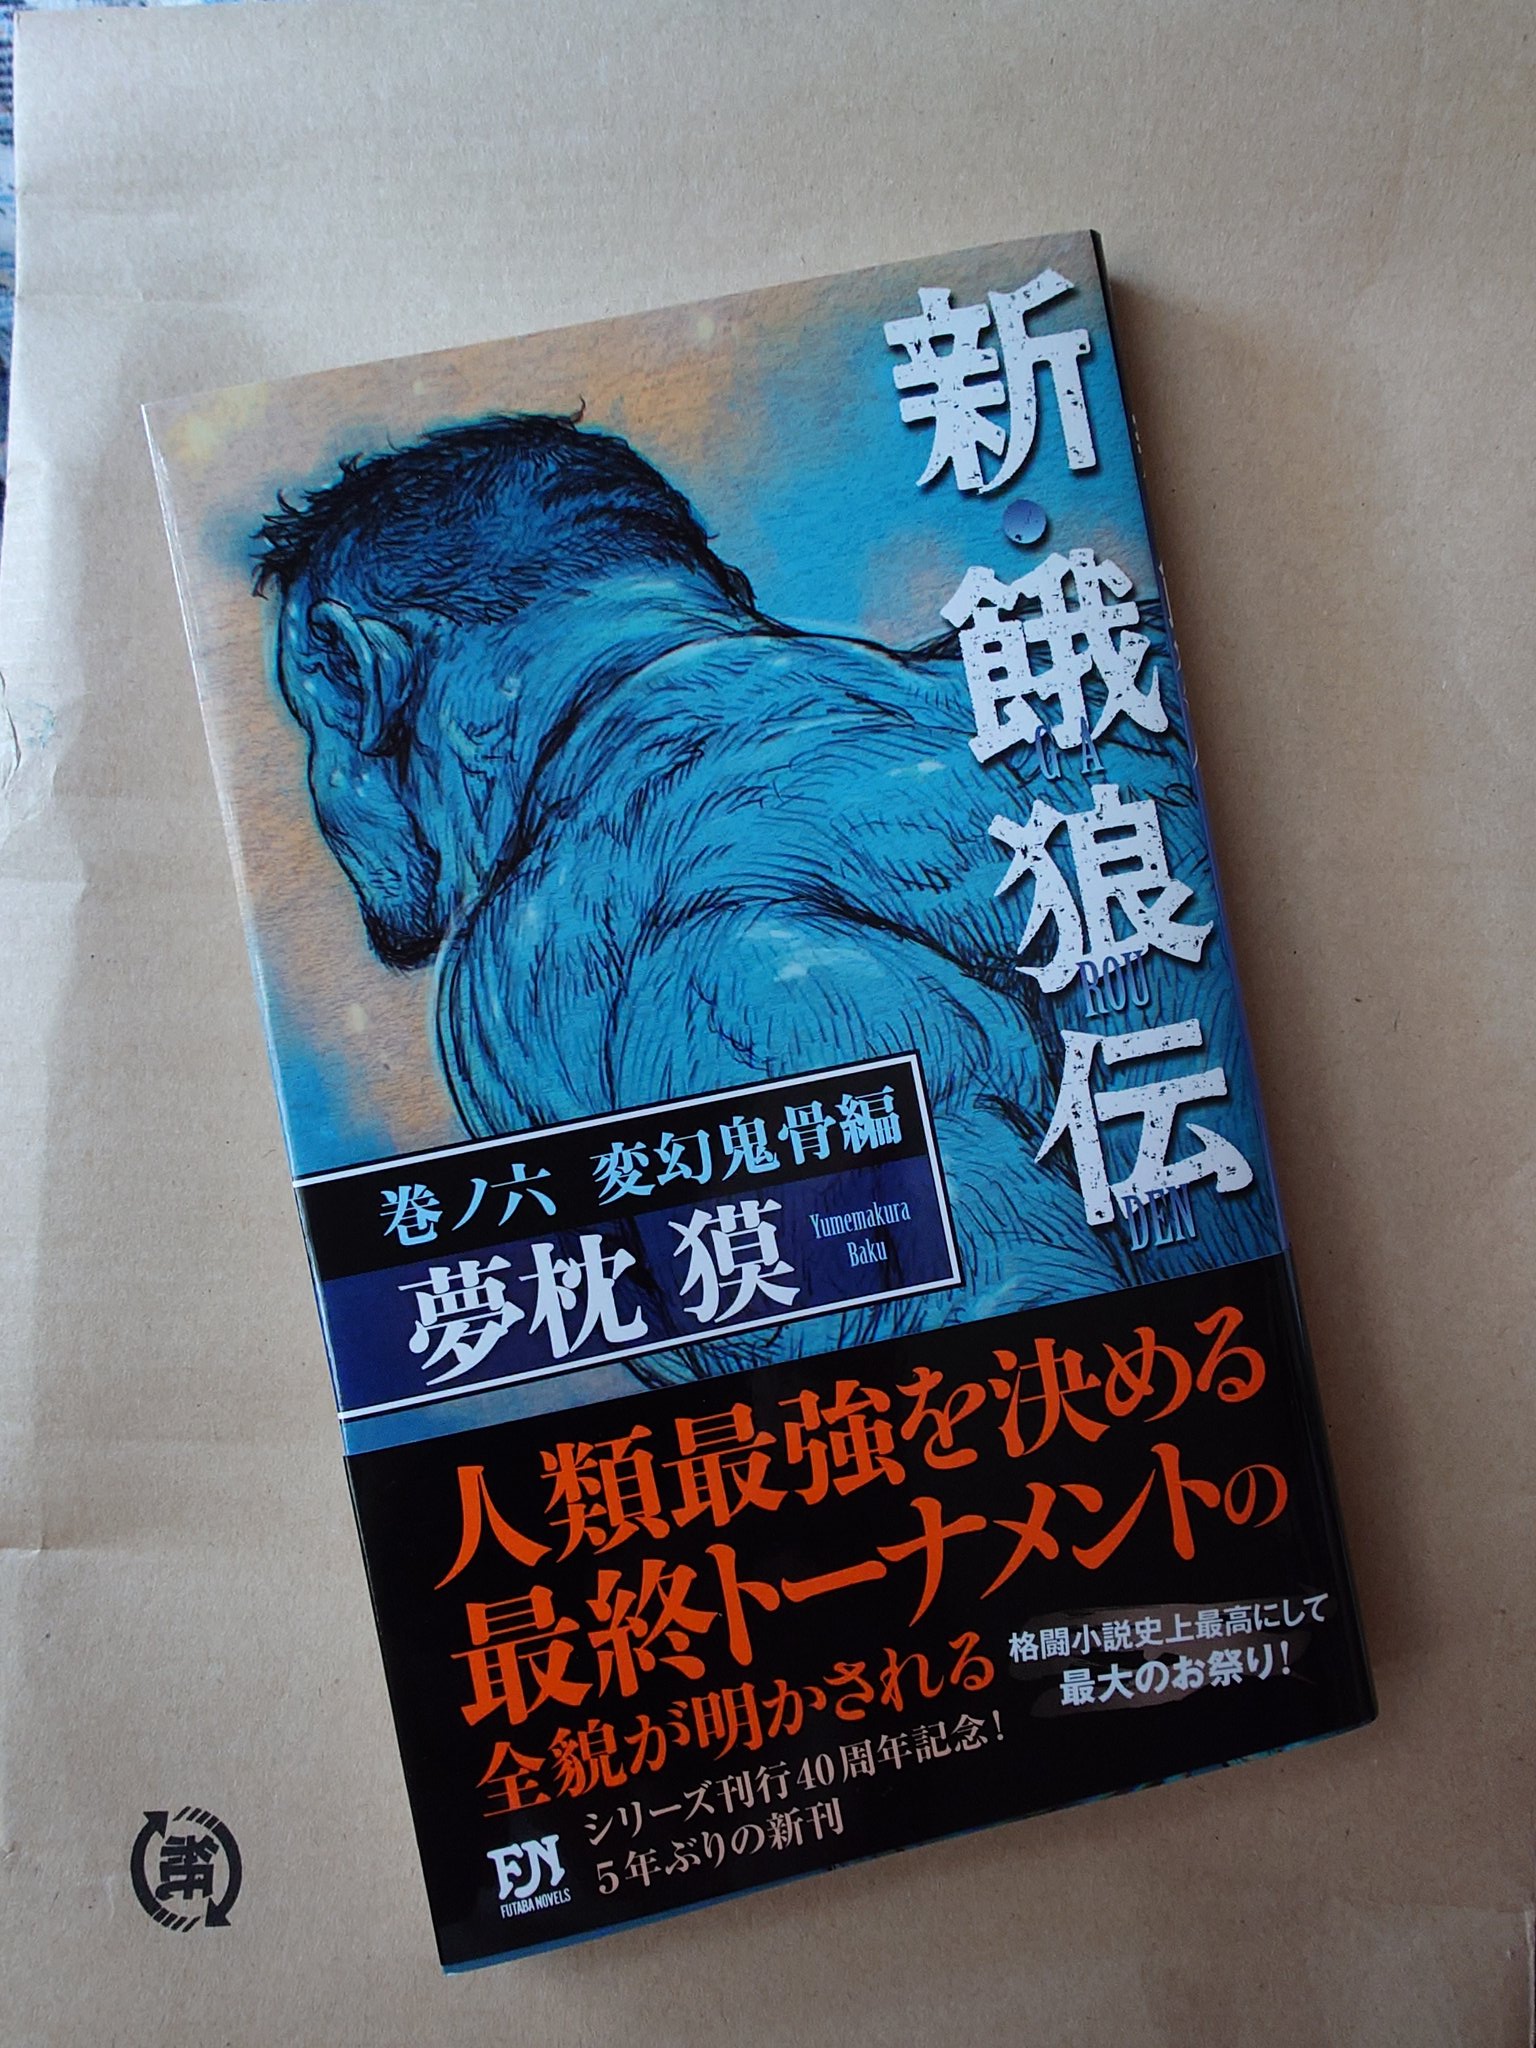 新・餓狼伝
GA
ROU
DEN
巻ノ六 変幻鬼骨編
夢枕 獏
Yumemakura
Baku
人類最強を決める
最終トーナメントの
全貌が明かされる
格闘小説史上最高にして
最大のお祭り!
シリーズ刊行40周年記念!
5年ぶりの新刊
FN
FUTABA NOVELS
紙